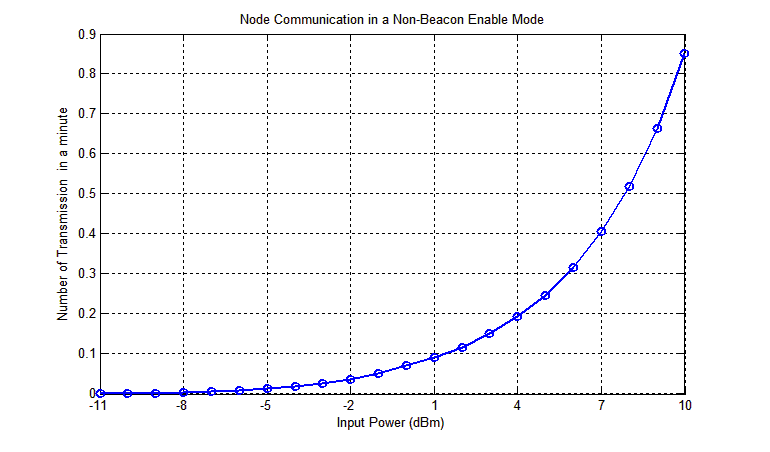 Node Communication in a Non-Beacon Enable Mode
0.9
0.8
0.7
0.6
0.5
0.4
0.3
0.2
0.1
0
Number of Transmission in a minute
-11 -8 -5 -2 1 4 7 10
Input Power (dBm)